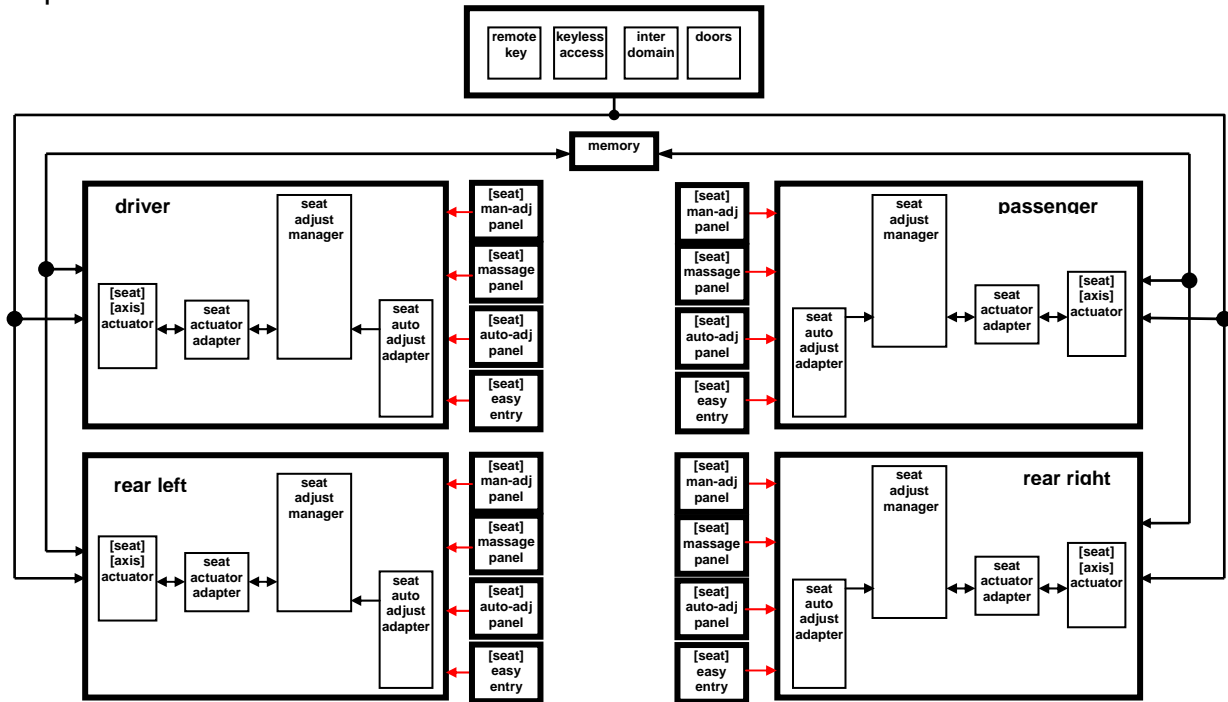 remote
key
keyless
access
inter
domain
doors
memory
driver
seat
adjust
manager
[seat]
[axis]
actuator
seat
actuator
adapter
seat
auto
adjust
adapter
[seat]
man-adj
panel
[seat]
massage
panel
[seat]
auto-adj
panel
[seat]
easy
entry
[seat]
man-adj
panel
[seat]
massage
panel
[seat]
auto-adj
panel
[seat]
easy
entry
passenger
seat
adjust
manager
seat
auto
adjust
adapter
seat
actuator
adapter
[seat]
[axis]
actuator
rear left
seat
adjust
manager
[seat]
[axis]
actuator
seat
actuator
adapter
seat
auto
adjust
adapter
[seat]
man-adj
panel
[seat]
massage
panel
[seat]
auto-adj
panel
[seat]
easy
entry
[seat]
man-adj
panel
[seat]
massage
panel
[seat]
auto-adj
panel
[seat]
easy
entry
rear right
seat
adjust
manager
seat
auto
adjust
adapter
seat
actuator
adapter
[seat]
[axis]
actuator